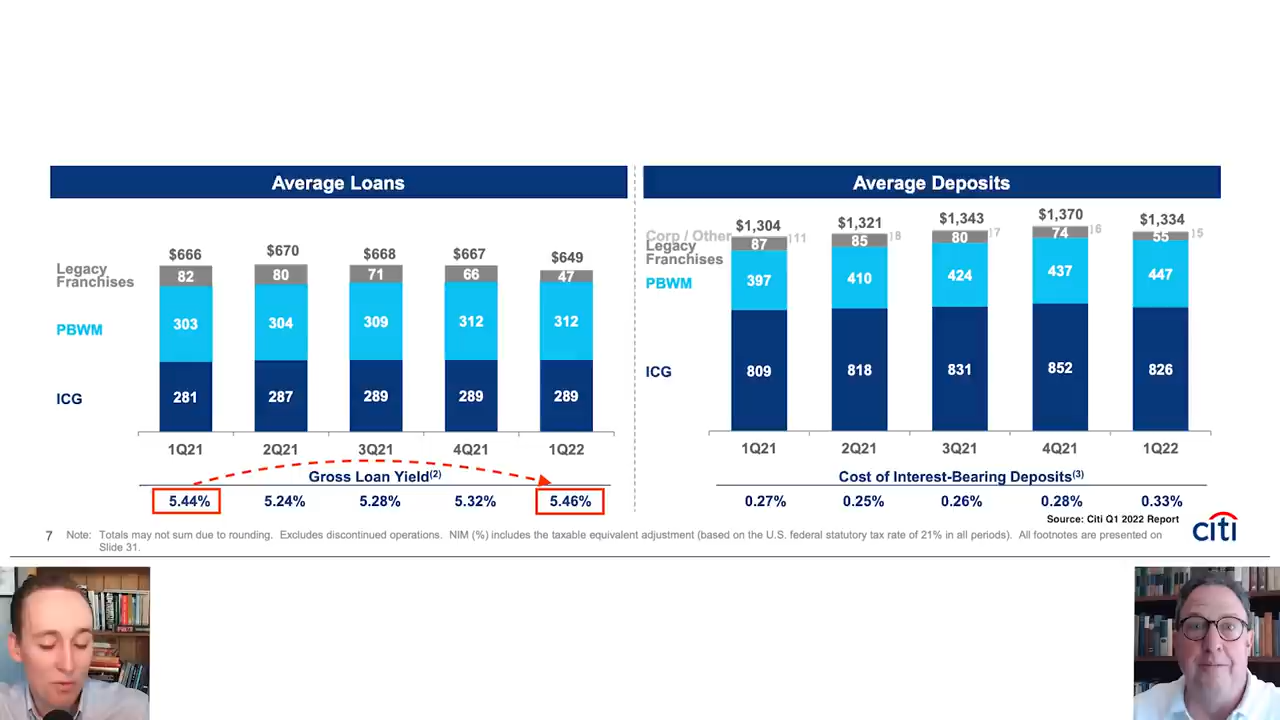 Average Loans
$666
$670
$668
$667
$649
Legacy
Franchises
82
80
71
66
47
PBWM
303
304
309
312
312
ICG
281
287
289
289
289
1Q21
2Q21
3Q21
4Q21
1Q22
Gross Loan Yield(2)
5.44%
5.24%
5.28%
5.32%
5.46%
Average Deposits
$1,304
$1,321
$1,343
$1,370
$1,334
Corp / Other
11
8
7
6
5
Legacy
Franchises
87
85
80
74
55
PBWM
397
410
424
437
447
ICG
809
818
831
852
826
1Q21
2Q21
3Q21
4Q21
1Q22
Cost of Interest-Bearing Deposits(3)
0.27%
0.25%
0.26%
0.28%
0.33%
Source: Citi Q1 2022 Report
citi
7 Note: Totals may not sum due to rounding. Excludes discontinued operations. NIM (%) includes the taxable equivalent adjustment (based on the U.S. federal statutory tax rate of 21% in all periods). All footnotes are presented on
Slide 31.